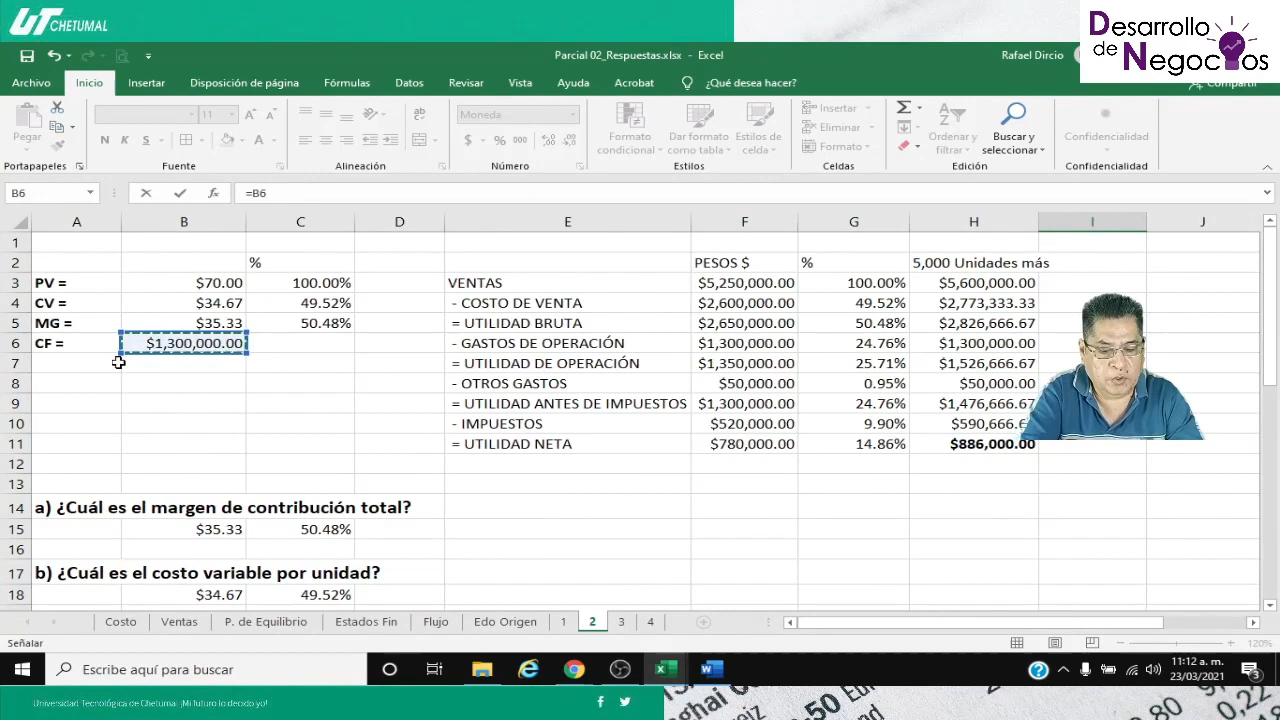 UT CHETUMAL
Desarrollo de Negocios
Parcial 02_Respuestas.xlsx - Excel
Rafael Dircio
Archivo Inicio Insertar Disposición de página Fórmulas Datos Revisar Vista Ayuda Acrobat ¿Qué desea hacer? Compartir
Moneda
Pegar
N K S
$ % 000
Formato condicional
Dar formato como tabla
Estilos de celda
Insertar
Eliminar
Formato
Ordenar y filtrar
Buscar y seleccionar
Confidencialidad
Portapapeles Fuente Alineación Número Estilos Celdas Edición Confidencialidad
B6 fx =B6
A B C D E F G H I J
1
2 % PESOS $ % 5,000 Unidades más
3 PV = $70.00 100.00% VENTAS $5,250,000.00 100.00% $5,600,000.00
4 CV = $34.67 49.52% - COSTO DE VENTA $2,600,000.00 49.52% $2,773,333.33
5 MG = $35.33 50.48% = UTILIDAD BRUTA $2,650,000.00 50.48% $2,826,666.67
6 CF = $1,300,000.00 - GASTOS DE OPERACIÓN $1,300,000.00 24.76% $1,300,000.00
7 = UTILIDAD DE OPERACIÓN $1,350,000.00 25.71% $1,526,666.67
8 - OTROS GASTOS $50,000.00 0.95% $50,000.00
9 = UTILIDAD ANTES DE IMPUESTOS $1,300,000.00 24.76% $1,476,666.67
10 - IMPUESTOS $520,000.00 9.90% $590,666.6
11 = UTILIDAD NETA $780,000.00 14.86% $886,000.00
12
13
14 a) ¿Cuál es el margen de contribución total?
15 $35.33 50.48%
16
17 b) ¿Cuál es el costo variable por unidad?
18 $34.67 49.52%
Costo Ventas P. de Equilibrio Estados Fin Flujo Edo Origen 1 2 3 4
Señalar 120%
Escribe aquí para buscar
11:12 a. m.
23/03/2021
Universidad Tecnológica de Chetumal ¡Mi futuro lo decido yo!